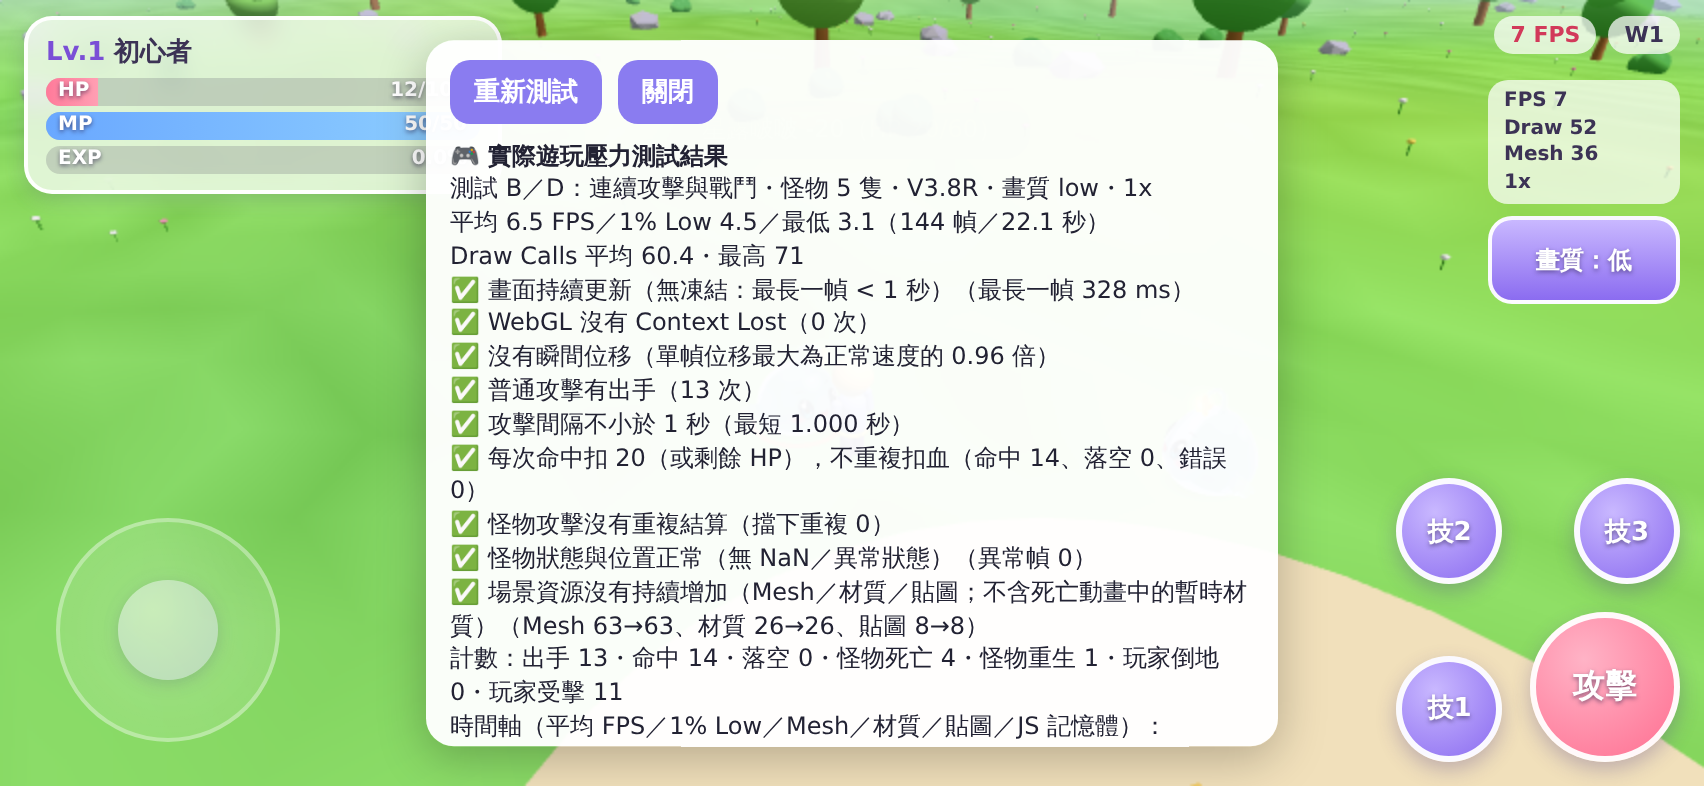 Lv.1 初心者
HP 12/
MP 50
EXP 0
重新測試 關閉
🎮 實際遊玩壓力測試結果
測試 B／D：連續攻擊與戰鬥・怪物 5 隻・V3.8R・畫質 low・1x
平均 6.5 FPS／1% Low 4.5／最低 3.1（144 幀／22.1 秒）
Draw Calls 平均 60.4・最高 71
✅ 畫面持續更新（無凍結：最長一幀 < 1 秒）（最長一幀 328 ms）
✅ WebGL 沒有 Context Lost（0 次）
✅ 沒有瞬間位移（單幀位移最大為正常速度的 0.96 倍）
✅ 普通攻擊有出手（13 次）
✅ 攻擊間隔不小於 1 秒（最短 1.000 秒）
✅ 每次命中扣 20（或剩餘 HP），不重複扣血（命中 14、落空 0、錯誤
0）
✅ 怪物攻擊沒有重複結算（擋下重複 0）
✅ 怪物狀態與位置正常（無 NaN／異常狀態）（異常幀 0）
✅ 場景資源沒有持續增加（Mesh／材質／貼圖；不含死亡動畫中的暫時材
質）（Mesh 63→63、材質 26→26、貼圖 8→8）
計數：出手 13・命中 14・落空 0・怪物死亡 4・怪物重生 1・玩家倒地
0・玩家受擊 11
時間軸（平均 FPS／1% Low／Mesh／材質／貼圖／JS 記憶體）：
7 FPS W1
FPS 7
Draw 52
Mesh 36
1x
畫質：低
技2 技3
技1 攻擊